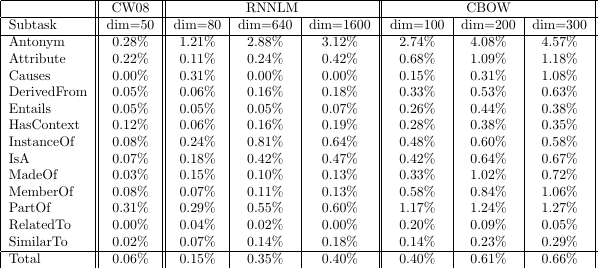 CW08 RNNLM CBOW
Subtask dim=50 dim=80 dim=640 dim=1600 dim=100 dim=200 dim=300
Antonym 0.28% 1.21% 2.88% 3.12% 2.74% 4.08% 4.57%
Attribute 0.22% 0.11% 0.24% 0.42% 0.68% 1.09% 1.18%
Causes 0.00% 0.31% 0.00% 0.00% 0.15% 0.31% 1.08%
DerivedFrom 0.05% 0.06% 0.16% 0.18% 0.33% 0.53% 0.63%
Entails 0.05% 0.05% 0.05% 0.07% 0.26% 0.44% 0.38%
HasContext 0.12% 0.06% 0.16% 0.19% 0.28% 0.38% 0.35%
InstanceOf 0.08% 0.24% 0.81% 0.64% 0.48% 0.60% 0.58%
IsA 0.07% 0.18% 0.42% 0.47% 0.42% 0.64% 0.67%
MadeOf 0.03% 0.15% 0.10% 0.13% 0.33% 1.02% 0.72%
MemberOf 0.08% 0.07% 0.11% 0.13% 0.58% 0.84% 1.06%
PartOf 0.31% 0.29% 0.55% 0.60% 1.17% 1.24% 1.27%
RelatedTo 0.00% 0.04% 0.02% 0.00% 0.20% 0.09% 0.05%
SimilarTo 0.02% 0.07% 0.14% 0.18% 0.14% 0.23% 0.29%
Total 0.06% 0.15% 0.35% 0.40% 0.40% 0.61% 0.66%